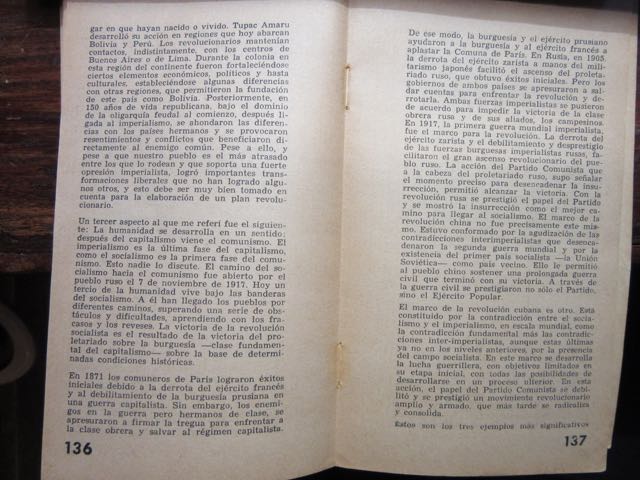 gar en que hayan nacido o vivido. Tupac Amaru
desarrolló su acción en regiones que hoy abarcan
Bolivia y Perú. Los revolucionarios mantenían
contactos, indistintamente, con los centros de
Buenos Aires o de Lima. Durante la colonia en
esta región del continente fueron fortaleciéndose
ciertos elementos económicos, políticos y hasta
culturales, estableciéndose algunas diferencias
con otras regiones, que permitieron la fundación
de este país como Bolivia. Posteriormente, en
150 años de vida republicana, bajo el dominio
de la oligarquía feudal al comienzo, después li-
gada al imperialismo, se ahondaron las diferen-
cias con los países hermanos y se provocaron
resentimientos y conflictos que beneficiaron di-
rectamente al enemigo común. Pese a ello, y
pese a que nuestro pueblo es el más atrasado
entre los que lo rodean y que soporta una fuerte
opresión imperialista, logró importantes trans-
formaciones liberales que no han logrado algu-
nos otros, y esto debe ser muy bien tomado en
cuenta para la elaboración de un plan revolu-
cionario.
Un tercer aspecto al que me referí fue el siguien-
te: La humanidad se desarrolla en un sentido:
después del capitalismo viene el comunismo. El
imperialismo es la última fase del capitalismo,
como el socialismo es la primera fase del comu-
nismo. Esto nadie lo discute. El camino del so-
cialismo hacia el comunismo fue abierto por el
pueblo ruso el 7 de noviembre de 1917. Hoy un
tercio de la humanidad vive bajo las banderas
del socialismo. A él han llegado los pueblos por
diferentes caminos, superando una serie de obs-
táculos y dificultades, aprendiendo con los fra-
casos y los reveses. La victoria de la revolución
socialista es el resultado de la victoria del pro-
letariado sobre la burguesía —clase fundamen-
tal del capitalismo— sobre la base de determi-
nadas condiciones históricas.
En 1871 los comuneros de París lograron éxitos
iniciales debido a la derrota del ejército francés
y al debilitamiento de la burguesía prusiana en
una guerra capitalista. Sin embargo, los enemi-
gos en la guerra pero hermanos de clase, se
apresuraron a firmar la tregua para enfrentar a
la clase obrera y salvar al régimen capitalista.
136
De ese modo, la burguesía y el ejército prusiano
ayudaron a la burguesía y al ejército francés a
aplastar la Comuna de París. En Rusia, en 1905,
la derrota del ejército zarista a manos del mili-
tarismo japonés facilitó el ascenso del proleta-
riado ruso, que obtuvo éxitos iniciales. Pero los
gobiernos de ambos países se apresuraron a sal-
dar cuentas para enfrentar la revolución y de-
rrotarla. Ambas fuerzas imperialistas se pusieron
de acuerdo para impedir la victoria de la clase
obrera rusa y de sus aliados, los campesinos.
En 1917, la primera guerra mundial imperialista,
fue el marco para la revolución. La derrota del
ejército zarista y el debilitamiento y desprestigio
de las fuerzas burguesas imperialistas rusas, fa-
cilitaron el gran ascenso revolucionario del pue-
blo ruso. La acción del Partido Comunista que
a la cabeza del proletariado ruso, supo señalar
el momento preciso para desencadenar la insu-
rrección, permitió alcanzar la victoria. Con la
revolución rusa se prestigió el papel del Partido
y se mostró la insurrección como el mejor ca-
mino para llegar al socialismo. El marco de la
revolución china no fue precisamente este mis-
mo. Estuvo conformado por la agudización de las
contradicciones interimperialistas que desenca-
denaron la segunda guerra mundial y por la
existencia del primer país socialista —la Unión
Soviética— como país vecino. Ello le permitió
al pueblo chino sostener una prolongada guerra
civil que terminó con su victoria. A través de
la guerra civil se prestigiaron no sólo el Partido,
sino el Ejército Popular.
El marco de la revolución cubana es otro. Está
constituido por la contradicción entre el socia-
lismo y el imperialismo, en escala mundial, como
la contradicción fundamental más las contradic-
ciones inter-imperialistas, aunque estas últimas
ya no en los niveles anteriores, por la presencia
del campo socialista. En este marco se desarrolla
la lucha guerrillera, con objetivos limitados en
su etapa inicial, con todas las posibilidades de
desarrollarse en un proceso ulterior. En esta
acción, el papel del Partido Comunista se debi-
litó y se prestigió un movimiento revolucionario
amplio y armado, que más tarde se radicaliza
y consolida.
Estos son los tres ejemplos más significativos
137